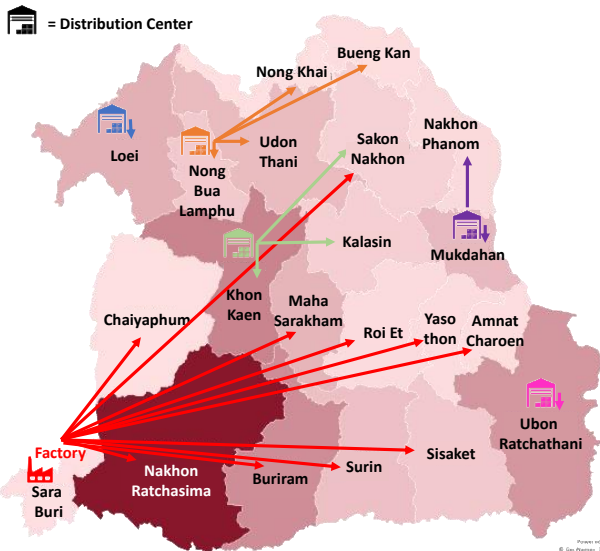 = Distribution Center
Bueng Kan
Nong Khai
Loei
Nong
Bua
Lamphu
Udon
Thani
Sakon
Nakhon
Nakhon
Phanom
Khon
Kaen
Kalasin
Mukdahan
Chaiyaphum
Maha
Sarakham
Roi Et
Yaso
thon
Amnat
Charoen
Factory
Sara
Buri
Nakhon
Ratchasima
Buriram
Surin
Sisaket
Ubon
Ratchathani